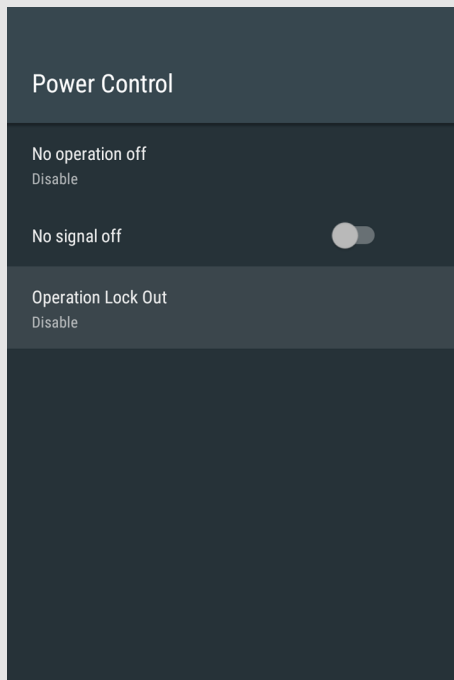 Power Control
No operation off
Disable
No signal off
Operation Lock Out
Disable